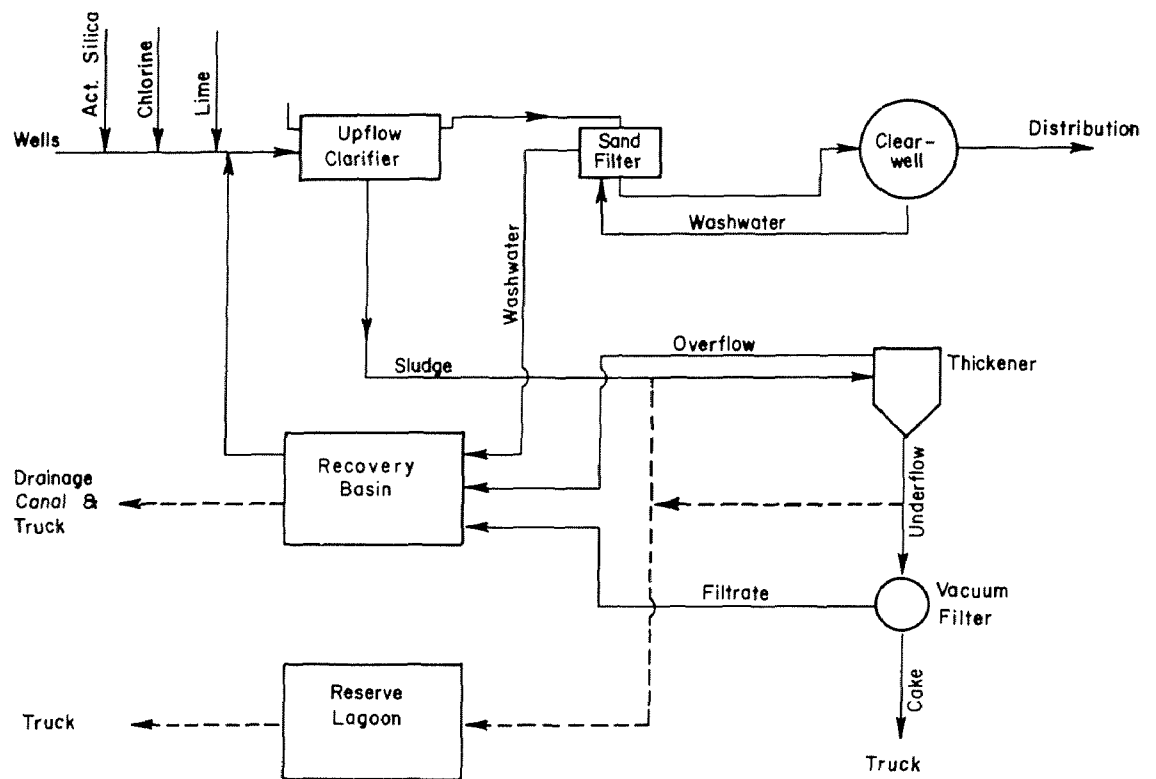 Act. Silica
Chlorine
Lime
Wells
Upflow
Clarifier
Sand
Filter
Clear-
well
Distribution
Washwater
Washwater
Sludge
Overflow
Thickener
Recovery
Basin
Drainage
Canal &
Truck
Underflow
Filtrate
Vacuum
Filter
Reserve
Lagoon
Truck
Cake
Truck